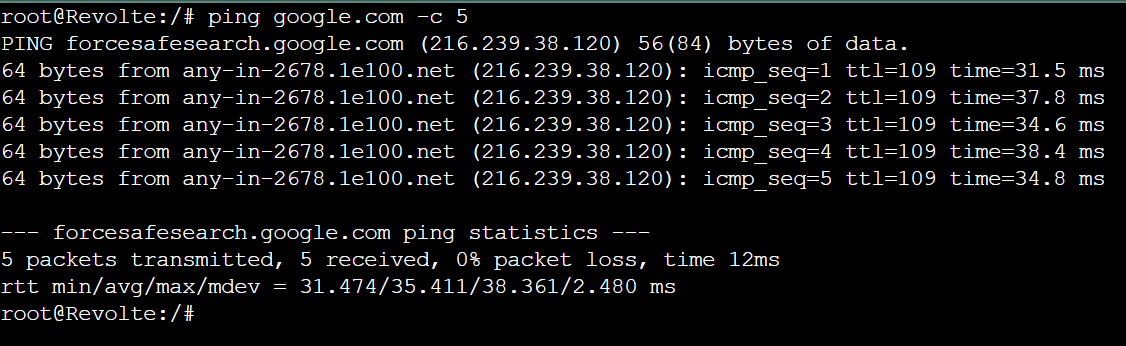 root@Revolte:/# ping google.com -c 5
PING forcesafesearch.google.com (216.239.38.120) 56(84) bytes of data.
64 bytes from any-in-2678.1e100.net (216.239.38.120): icmp_seq=1 ttl=109 time=31.5 ms
64 bytes from any-in-2678.1e100.net (216.239.38.120): icmp_seq=2 ttl=109 time=37.8 ms
64 bytes from any-in-2678.1e100.net (216.239.38.120): icmp_seq=3 ttl=109 time=34.6 ms
64 bytes from any-in-2678.1e100.net (216.239.38.120): icmp_seq=4 ttl=109 time=38.4 ms
64 bytes from any-in-2678.1e100.net (216.239.38.120): icmp_seq=5 ttl=109 time=34.8 ms

--- forcesafesearch.google.com ping statistics ---
5 packets transmitted, 5 received, 0% packet loss, time 12ms
rtt min/avg/max/mdev = 31.474/35.411/38.361/2.480 ms
root@Revolte:/#